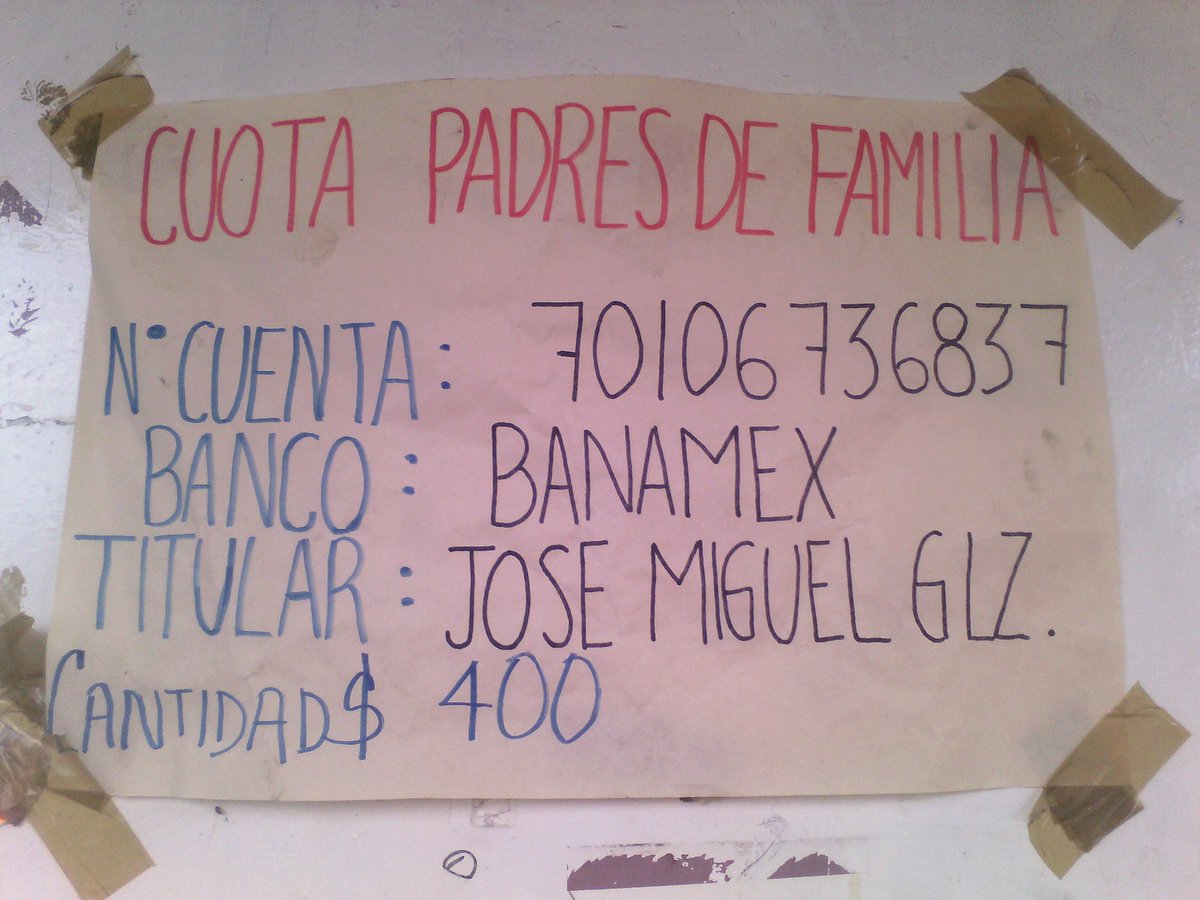 CUOTA PADRES DE FAMILIA
N° CUENTA: 70106736837
BANCO: BANAMEX
TITULAR: JOSE MIGUEL GLZ.
CANTIDAD$ 400